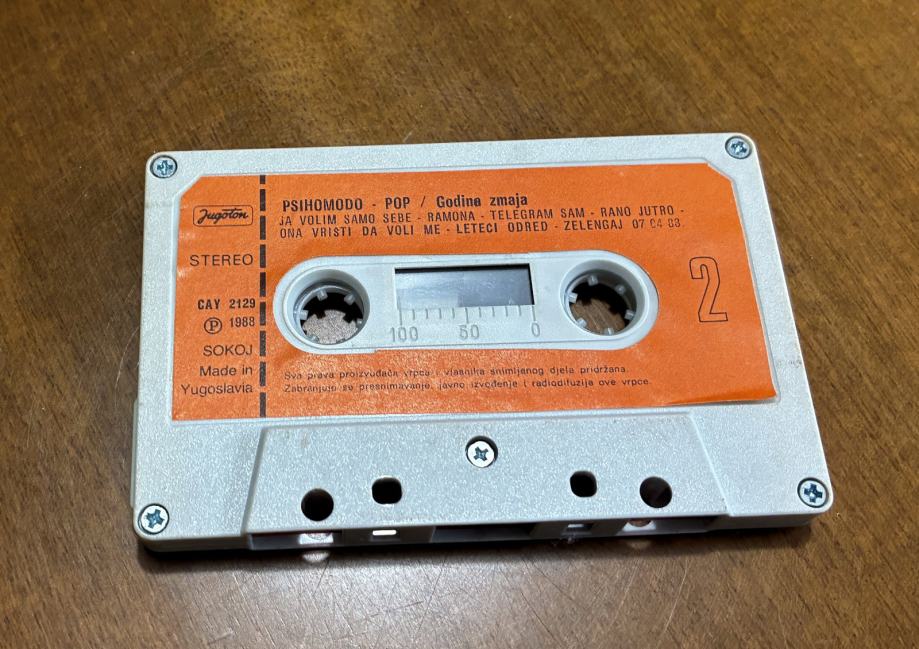 Jugoton
STEREO
CAY 2129
Ⓟ 1988
SOKOJ
Made in
Yugoslavia
PSIHOMODO - POP / Godina zmaja
JA VOLIM SAMO SEBE - RAMONA - TELEGRAM SAM - RANO JUTRO -
ONA VRISTI DA VOLI ME - LETECI ODRED - ZELENGAJ 07 04 83.
100 50 0
2
Sva prava proizvođača vrpce i vlasnika snimljenog djela pridržana.
Zabranjuje se presnimavanje, javno izvođenje i radiodifuzija ove vrpce.